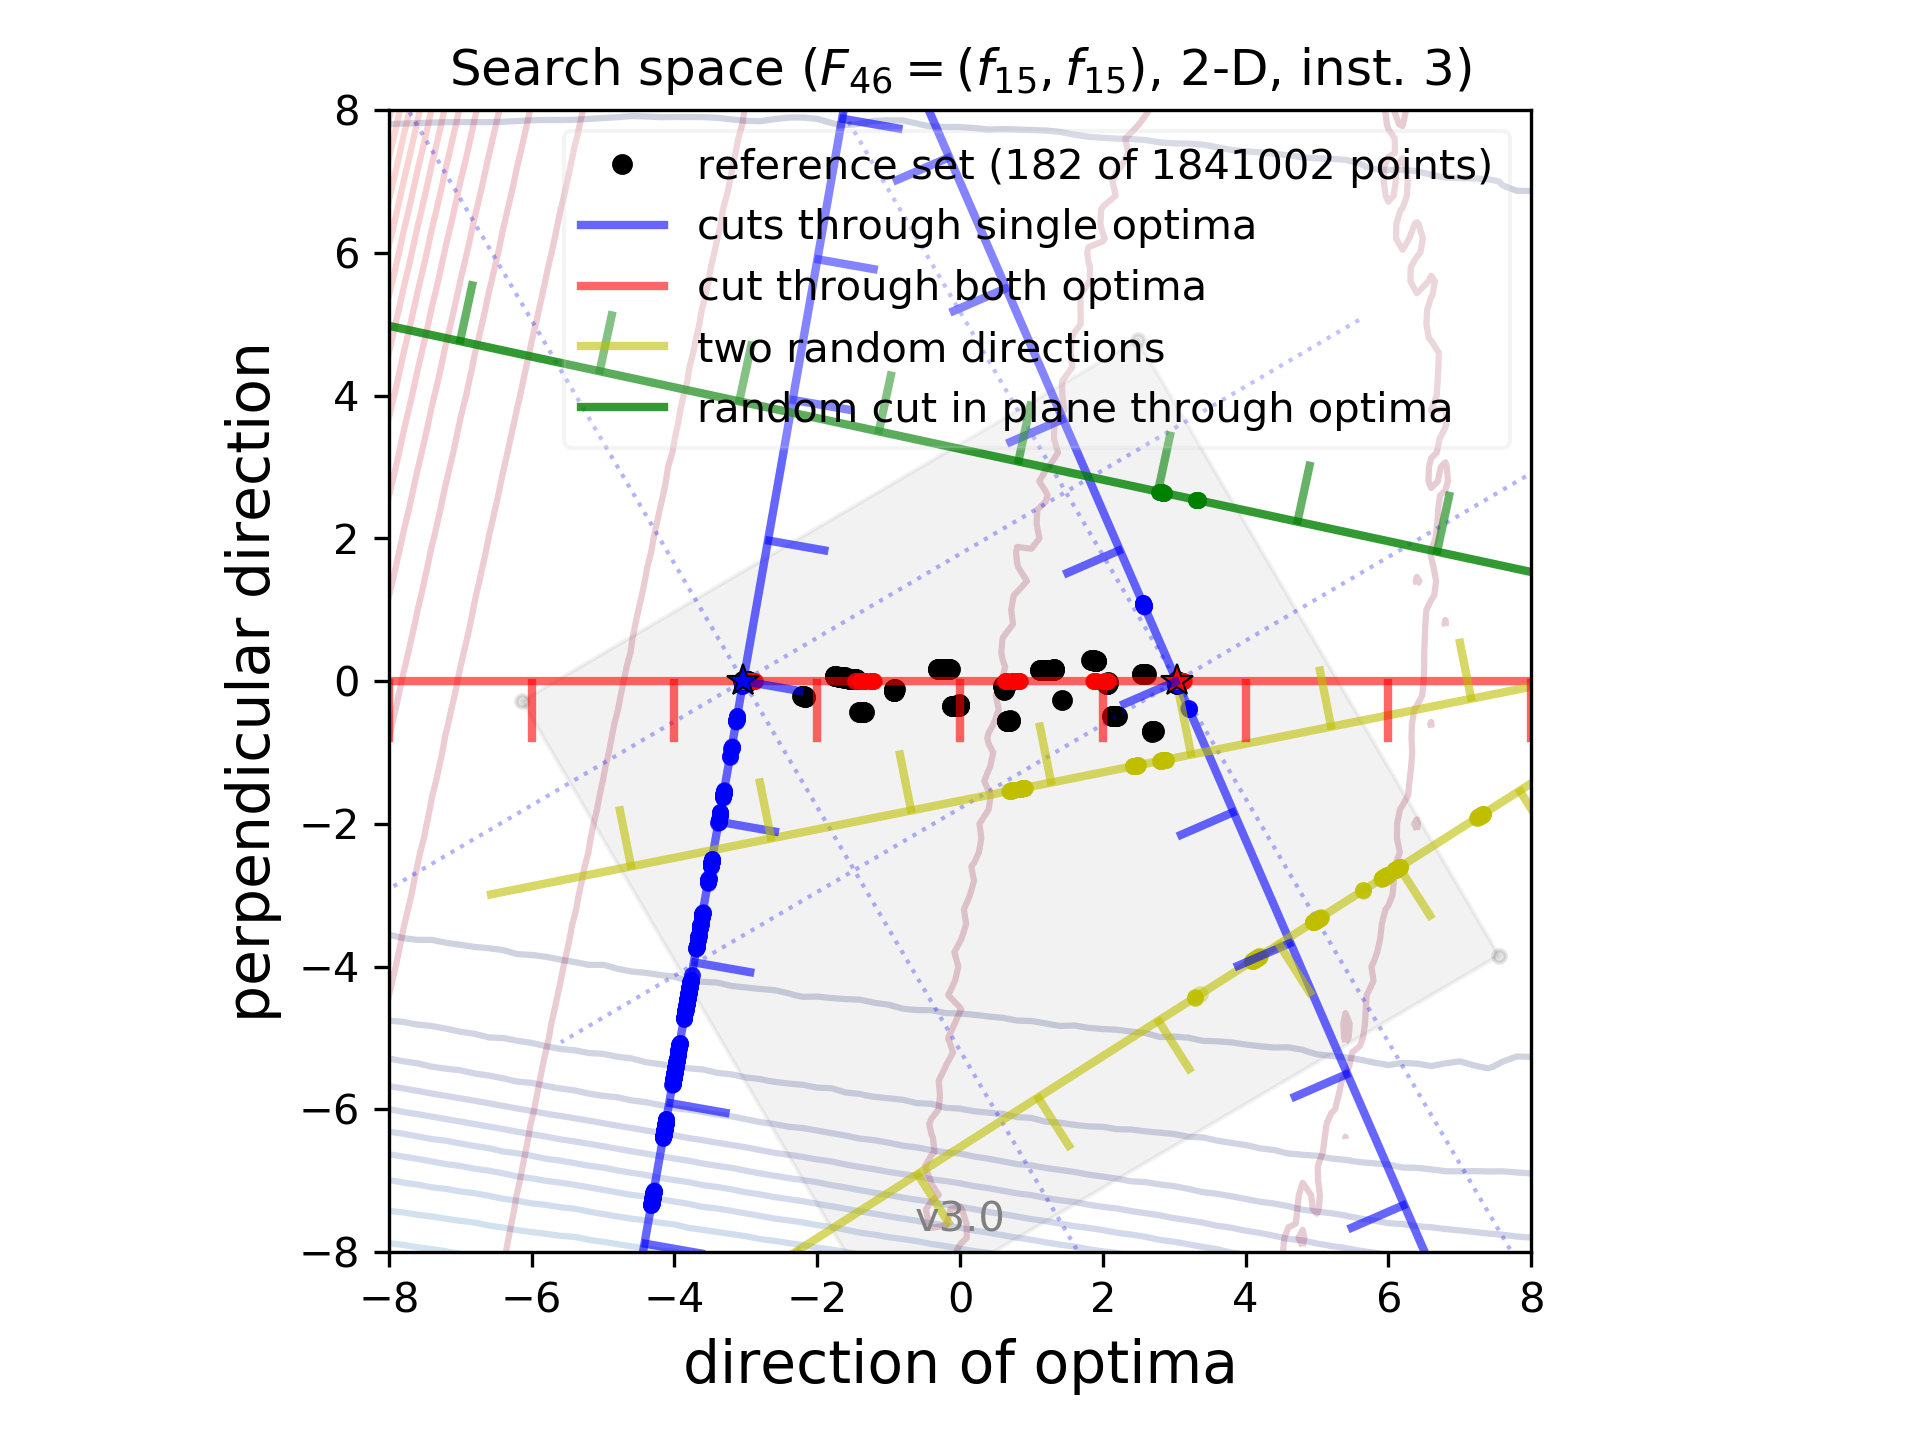 Search space (F46 = (f15, f15), 2-D, inst. 3)
reference set (182 of 1841002 points)
cuts through single optima
cut through both optima
two random directions
random cut in plane through optima
8
6
4
2
0
−2
−4
−6
−8
perpendicular direction
v3.0
−8 −6 −4 −2 0 2 4 6 8
direction of optima